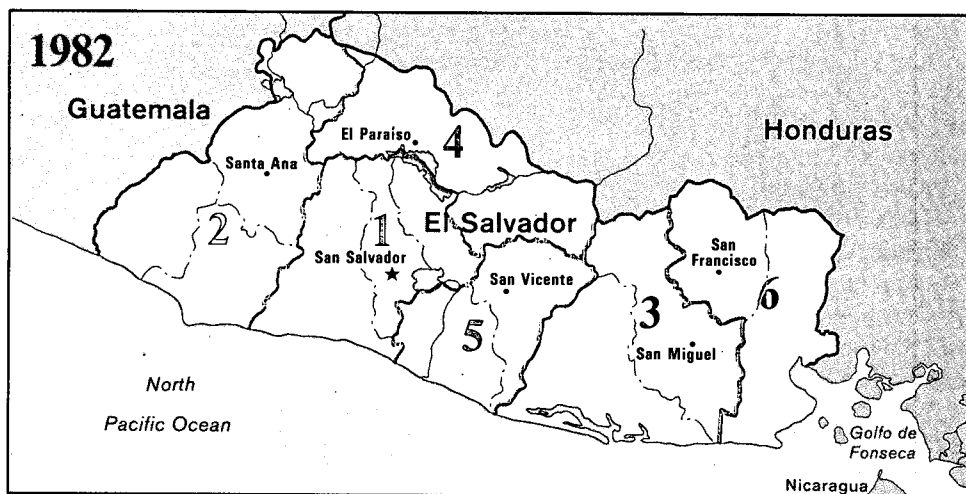 1982
Guatemala
Honduras
El Paraíso
4
Santa Ana
2
1
El Salvador
San Salvador
San Vicente
San
Francisco
3
6
5
San Miguel
North
Pacific Ocean
Golfo de
Fonseca
Nicaragua